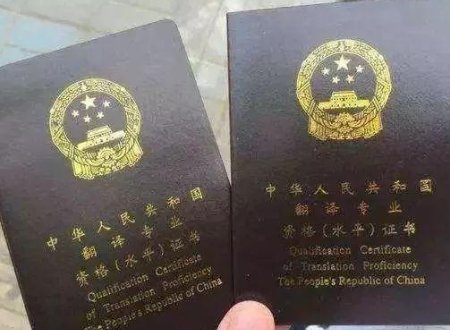 中华人民共和国
翻译专业
资格(水平)证书
Qualification Certificate
of Translation Proficiency
The People's Republic of China
中华人民共和国
翻译专业
资格(水平)证书
Qualification Certificate
of Translation Proficiency
The People's Republic of China